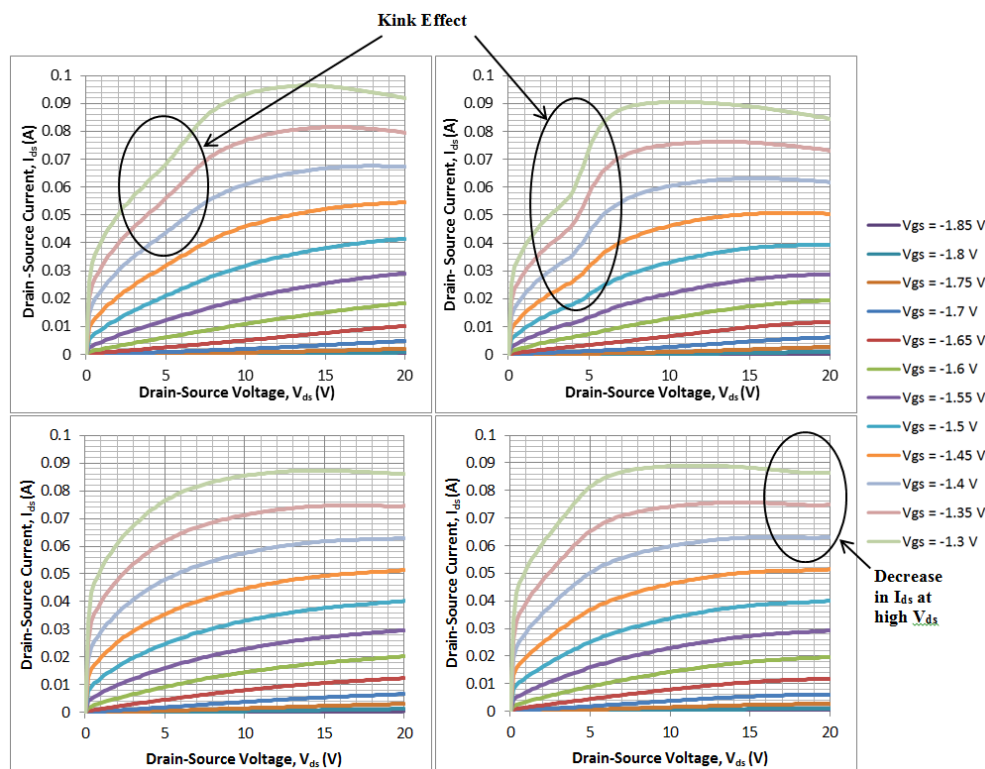 Kink Effect
Drain- Source Current, Ids (A)
0.1
0.09
0.08
0.07
0.06
0.05
0.04
0.03
0.02
0.01
0
0 5 10 15 20
Drain-Source Voltage, Vds (V)
Drain- Source Current, Ids (A)
0.1
0.09
0.08
0.07
0.06
0.05
0.04
0.03
0.02
0.01
0
0 5 10 15 20
Drain-Source Voltage, Vds (V)
Drain-Source Current, Ids (A)
0.1
0.09
0.08
0.07
0.06
0.05
0.04
0.03
0.02
0.01
0
0 5 10 15 20
Drain-Source Voltage, Vds (V)
Drain-Source Current, Ids (A)
0.1
0.09
0.08
0.07
0.06
0.05
0.04
0.03
0.02
0.01
0
0 5 10 15 20
Drain-Source Voltage, Vds (V)
Vgs = -1.85 V
Vgs = -1.8 V
Vgs = -1.75 V
Vgs = -1.7 V
Vgs = -1.65 V
Vgs = -1.6 V
Vgs = -1.55 V
Vgs = -1.5 V
Vgs = -1.45 V
Vgs = -1.4 V
Vgs = -1.35 V
Vgs = -1.3 V
Decrease
in Ids at
high Vds